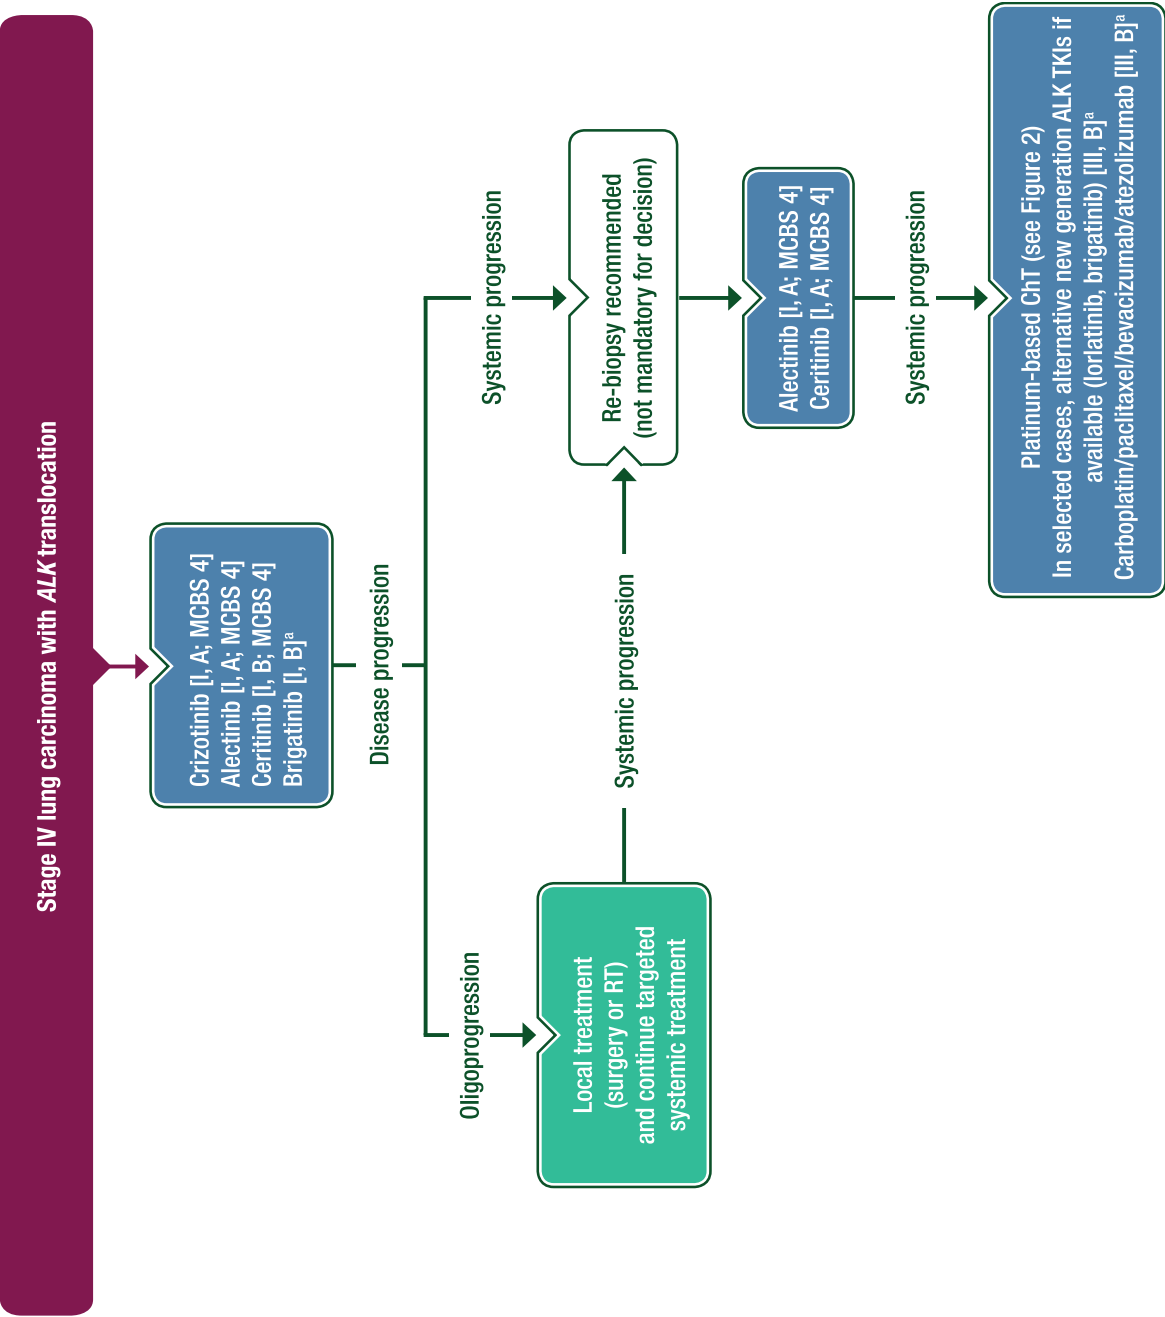 Stage IV lung carcinoma with ALK translocation
Crizotinib [I, A; MCBS 4]
Alectinib [I, A; MCBS 4]
Ceritinib [I, B; MCBS 4]
Brigatinib [I, B]a
Disease progression
Oligoprogression
Systemic progression
Local treatment
(surgery or RT)
and continue targeted
systemic treatment
Systemic progression
Re-biopsy recommended
(not mandatory for decision)
Alectinib [I, A; MCBS 4]
Ceritinib [I, A; MCBS 4]
Systemic progression
Platinum-based ChT (see Figure 2)
In selected cases, alternative new generation ALK TKIs if
available (lorlatinib, brigatinib) [III, B]a
Carboplatin/paclitaxel/bevacizumab/atezolizumab [III, B]a